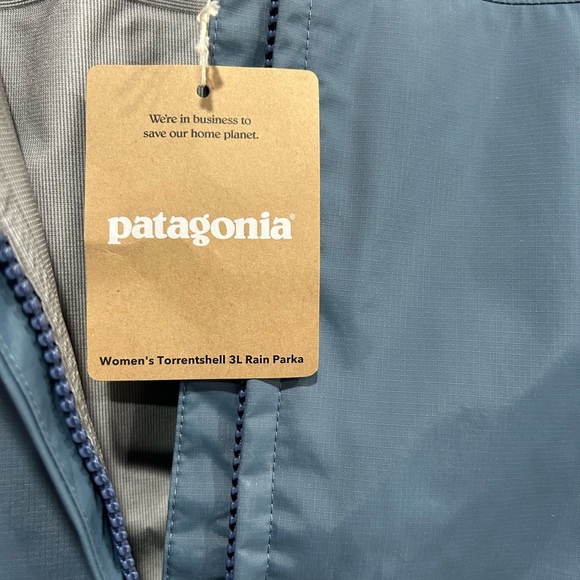 We're in business to
save our home planet.
patagonia®
Women's Torrentshell 3L Rain Parka